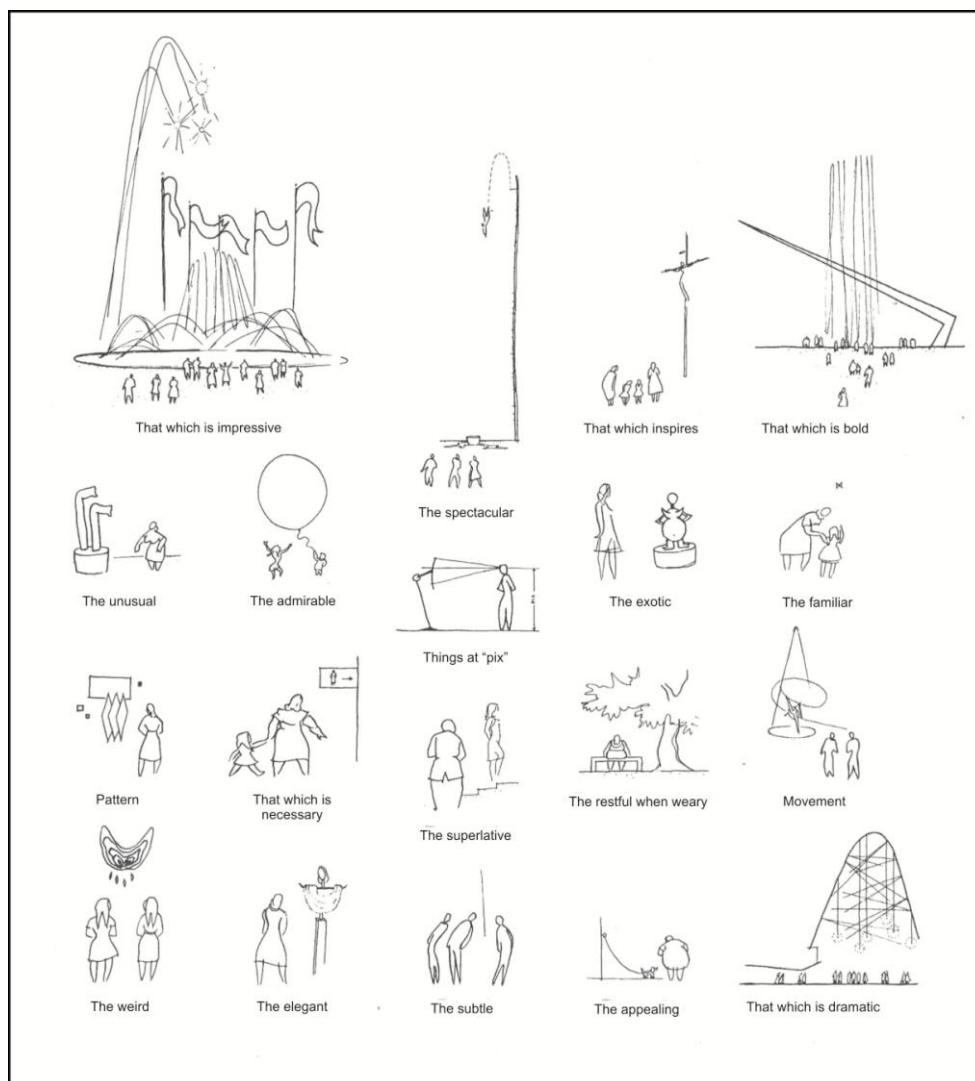 That which is impressive
That which inspires
That which is bold
The spectacular
The unusual
The admirable
The exotic
The familiar
Things at “pix”
Pattern
That which is
necessary
The superlative
The restful when weary
Movement
The weird
The elegant
The subtle
The appealing
That which is dramatic